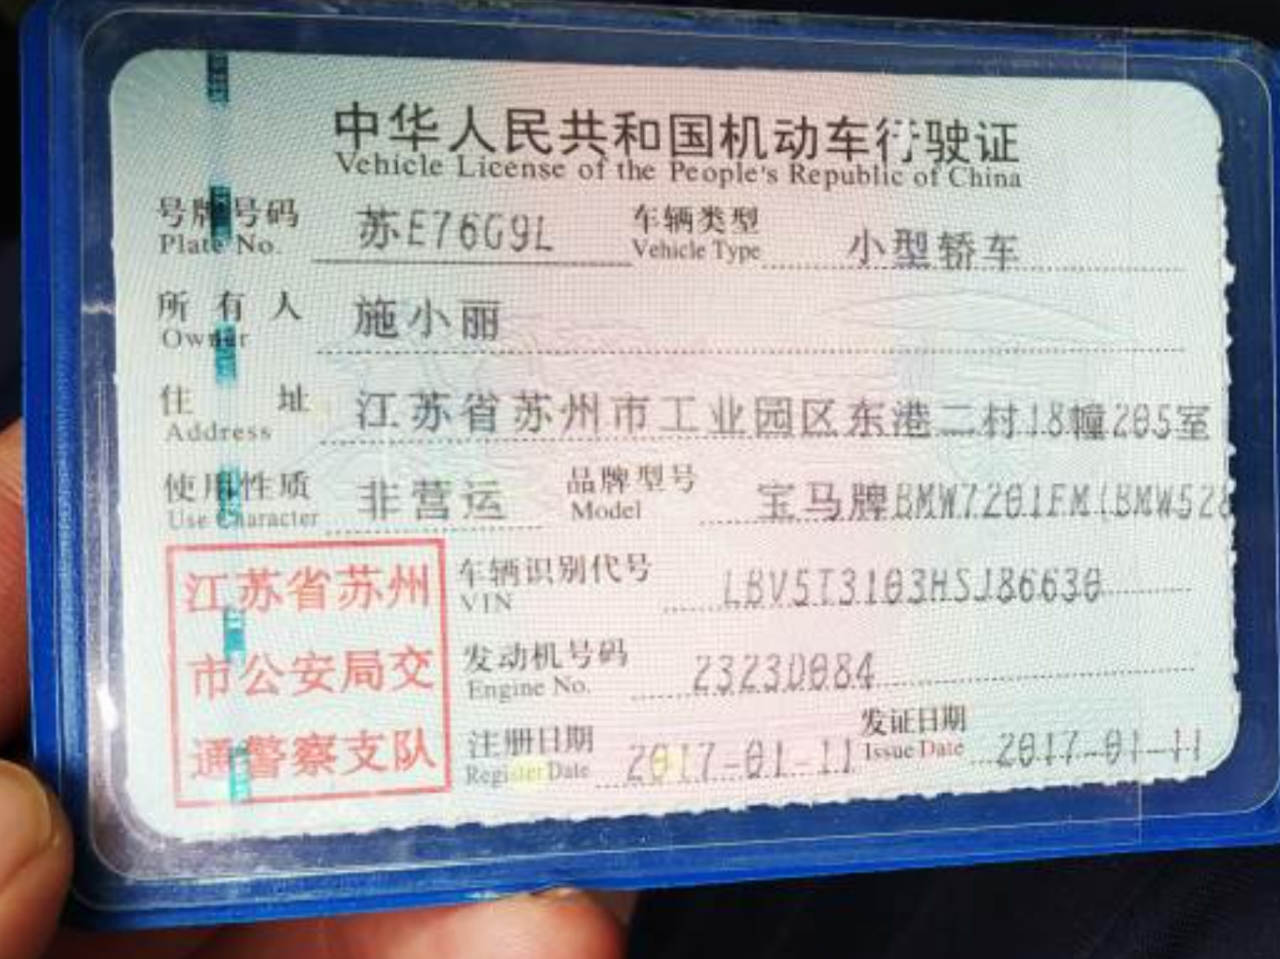 中华人民共和国机动车行驶证
Vehicle License of the People's Republic of China
号牌号码 苏E76G9L 车辆类型 小型轿车
Plate No. Vehicle Type
所有人 施小丽
Owner
住址 江苏省苏州市工业园区东港二村18幢205室
Address
使用性质 非营运 品牌型号 宝马牌BMW7201FM(BMW528
Use Character Model
江苏省苏州
市公安局交
通警察支队
车辆识别代号 LBV5T3103HSJ86630
VIN
发动机号码 2323D084
Engine No.
注册日期 2017-01-11 发证日期 2017-01-11
Register Date Issue Date